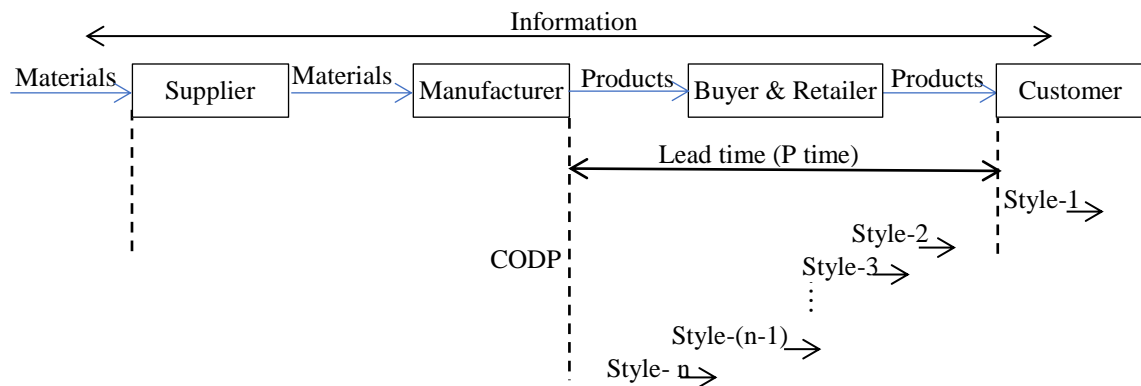 Information
Materials
Supplier
Materials
Manufacturer
Products
Buyer & Retailer
Products
Customer
Lead time (P time)
Style-1
Style-2
CODP
Style-3
Style-(n-1)
Style- n